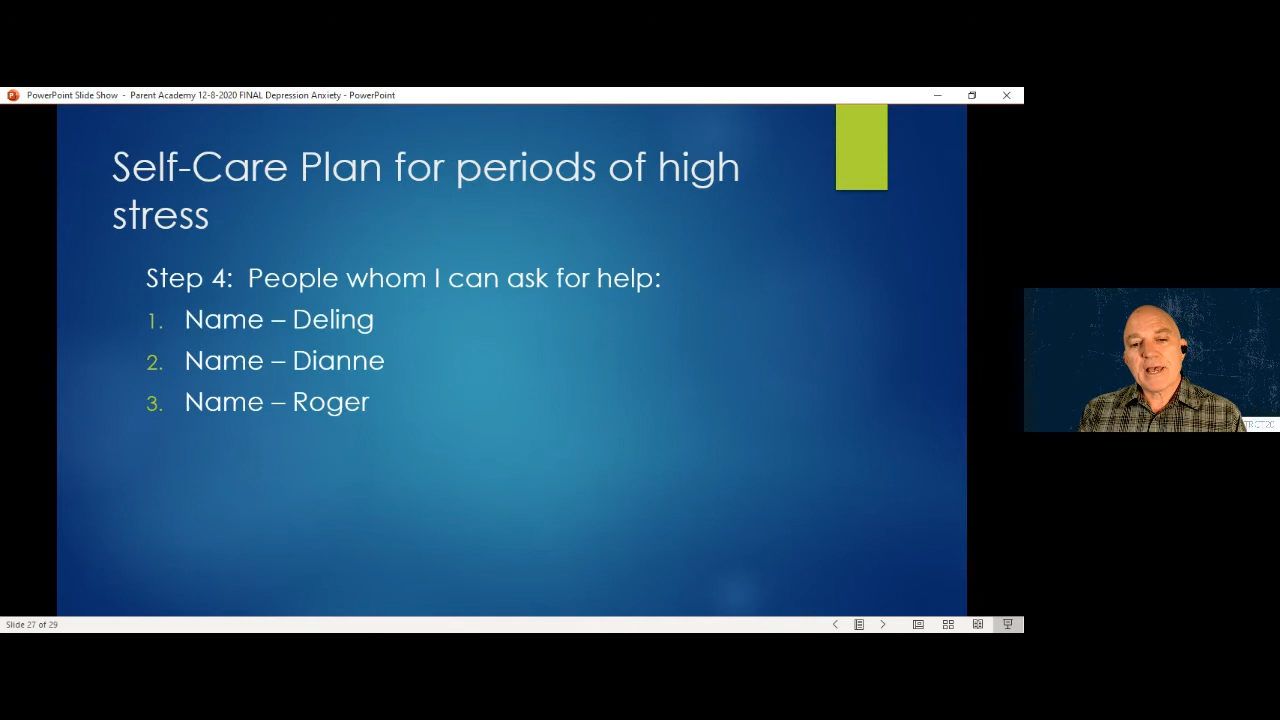 PowerPoint Slide Show - Parent Academy 12-8-2020 FINAL Depression Anxiety - PowerPoint
Self-Care Plan for periods of high
stress
Step 4: People whom I can ask for help:
1. Name – Deling
2. Name – Dianne
3. Name – Roger
Slide 27 of 29